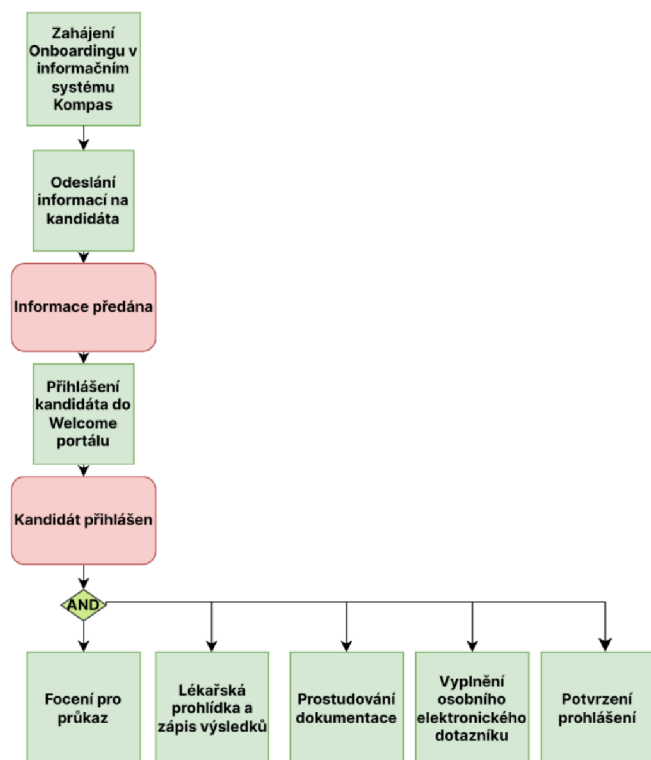 Zahájení
Onboardingu v
informačním
systému
Kompas
Odeslání
informací na
kandidáta
Informace předána
Přihlášení
kandidáta do
Welcome
portálu
Kandidát přihlášen
AND
Focení pro
průkaz
Lékařská
prohlídka a
zápis výsledků
Prostudování
dokumentace
Vyplnění
osobního
elektronického
dotazníku
Potvrzení
prohlášení